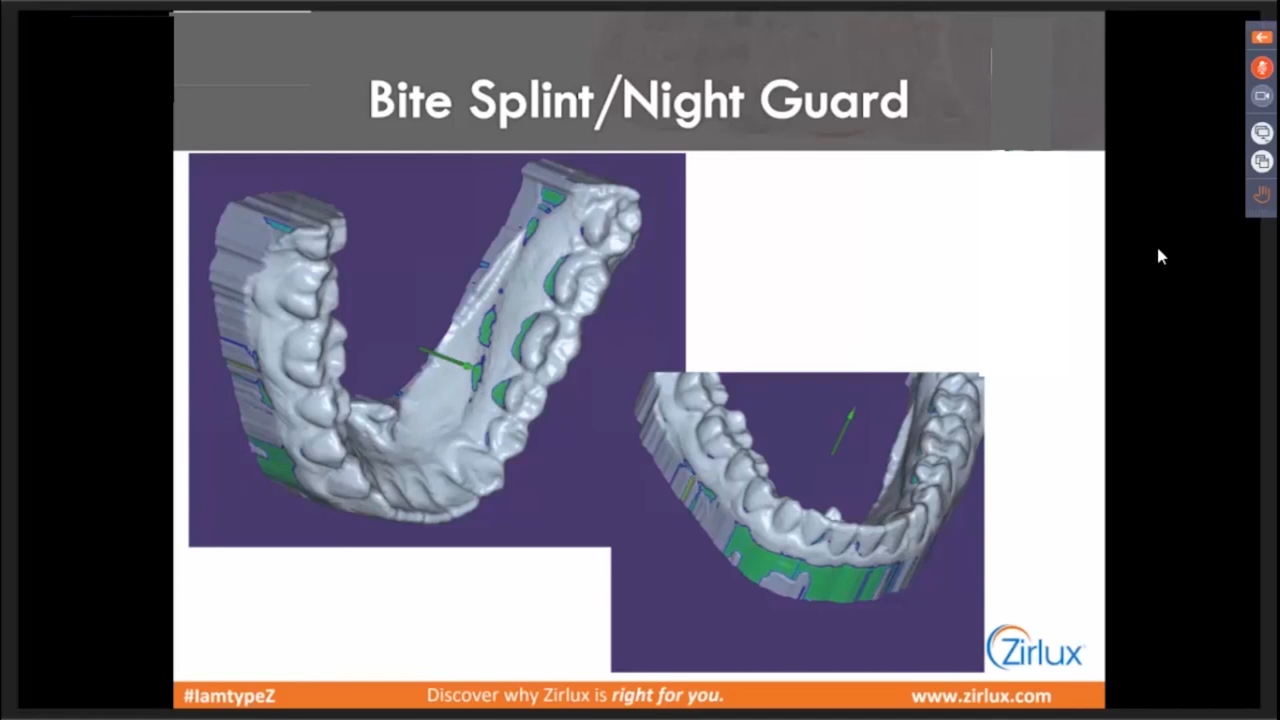 Bite Splint/Night Guard
Zirlux
#IamtypeZ
Discover why Zirlux is right for you.
www.zirlux.com